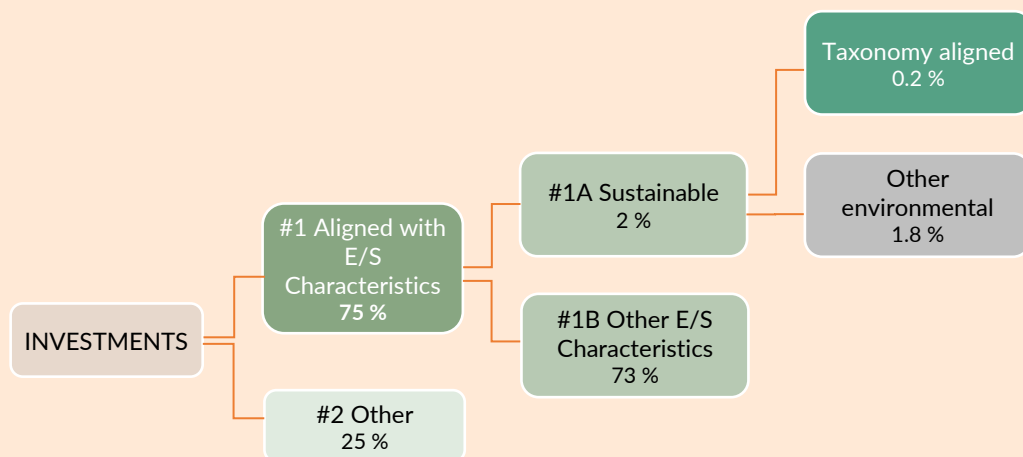 Taxonomy aligned
0.2 %
#1A Sustainable
2 %
Other
environmental
1.8 %
#1 Aligned with
E/S
Characteristics
75 %
#1B Other E/S
Characteristics
73 %
INVESTMENTS
#2 Other
25 %